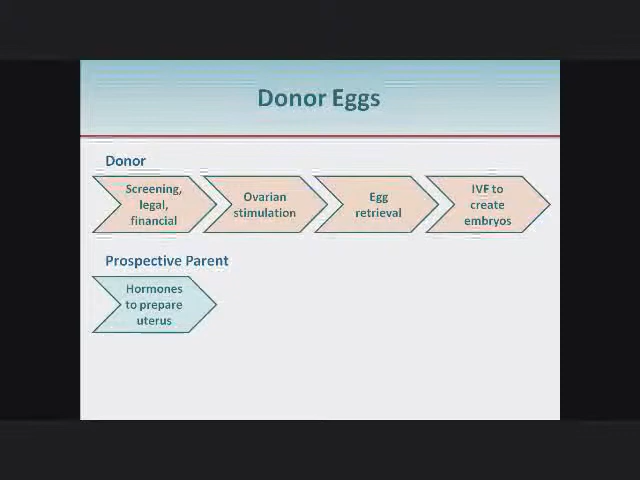 Donor Eggs
Donor
Screening,
legal,
financial
Ovarian
stimulation
Egg
retrieval
IVF to
create
embryos
Prospective Parent
Hormones
to prepare
uterus